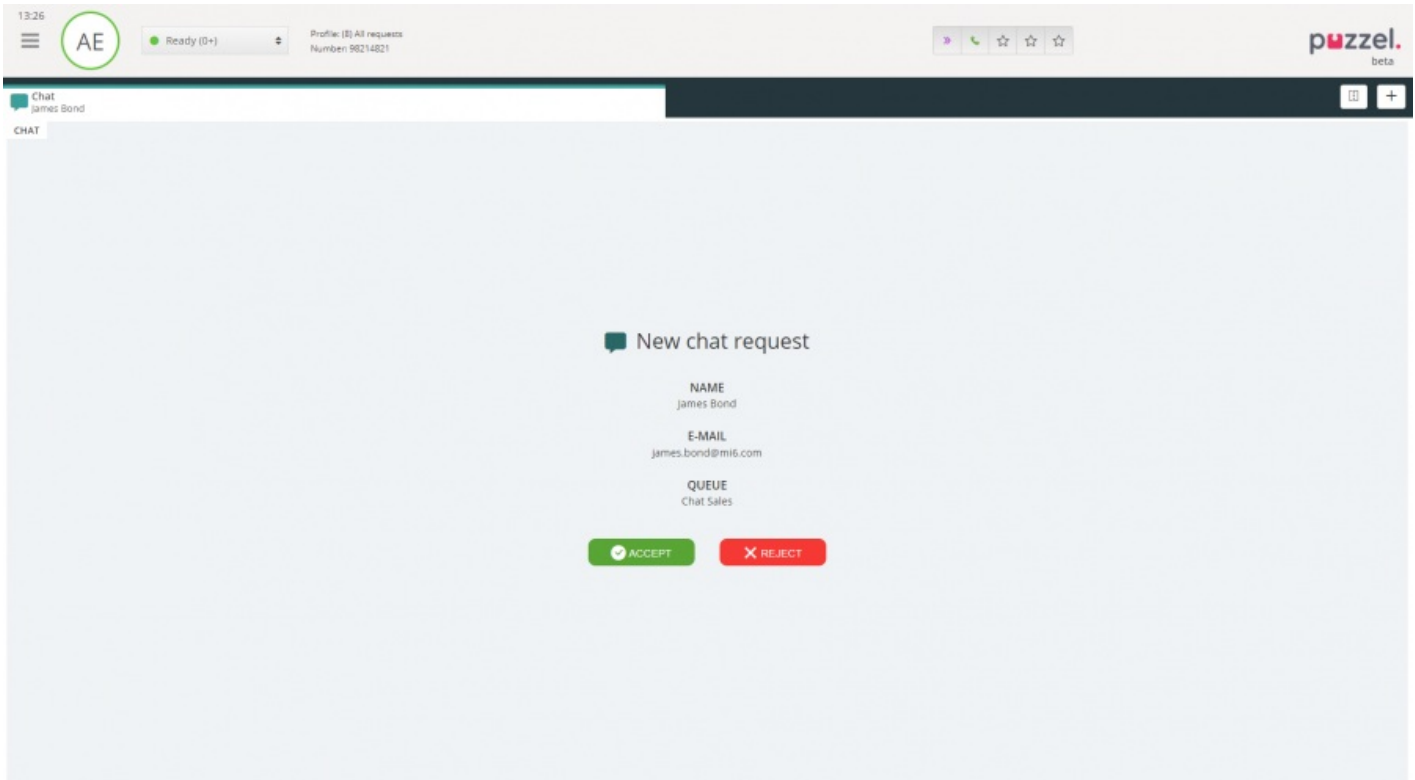 13:26
AE
Ready (0+)
Profile: (8) All requests
Number: 98214821
puzzel.
beta
Chat
James Bond
CHAT
New chat request
NAME
James Bond
E-MAIL
james.bond@mi6.com
QUEUE
Chat Sales
ACCEPT
REJECT